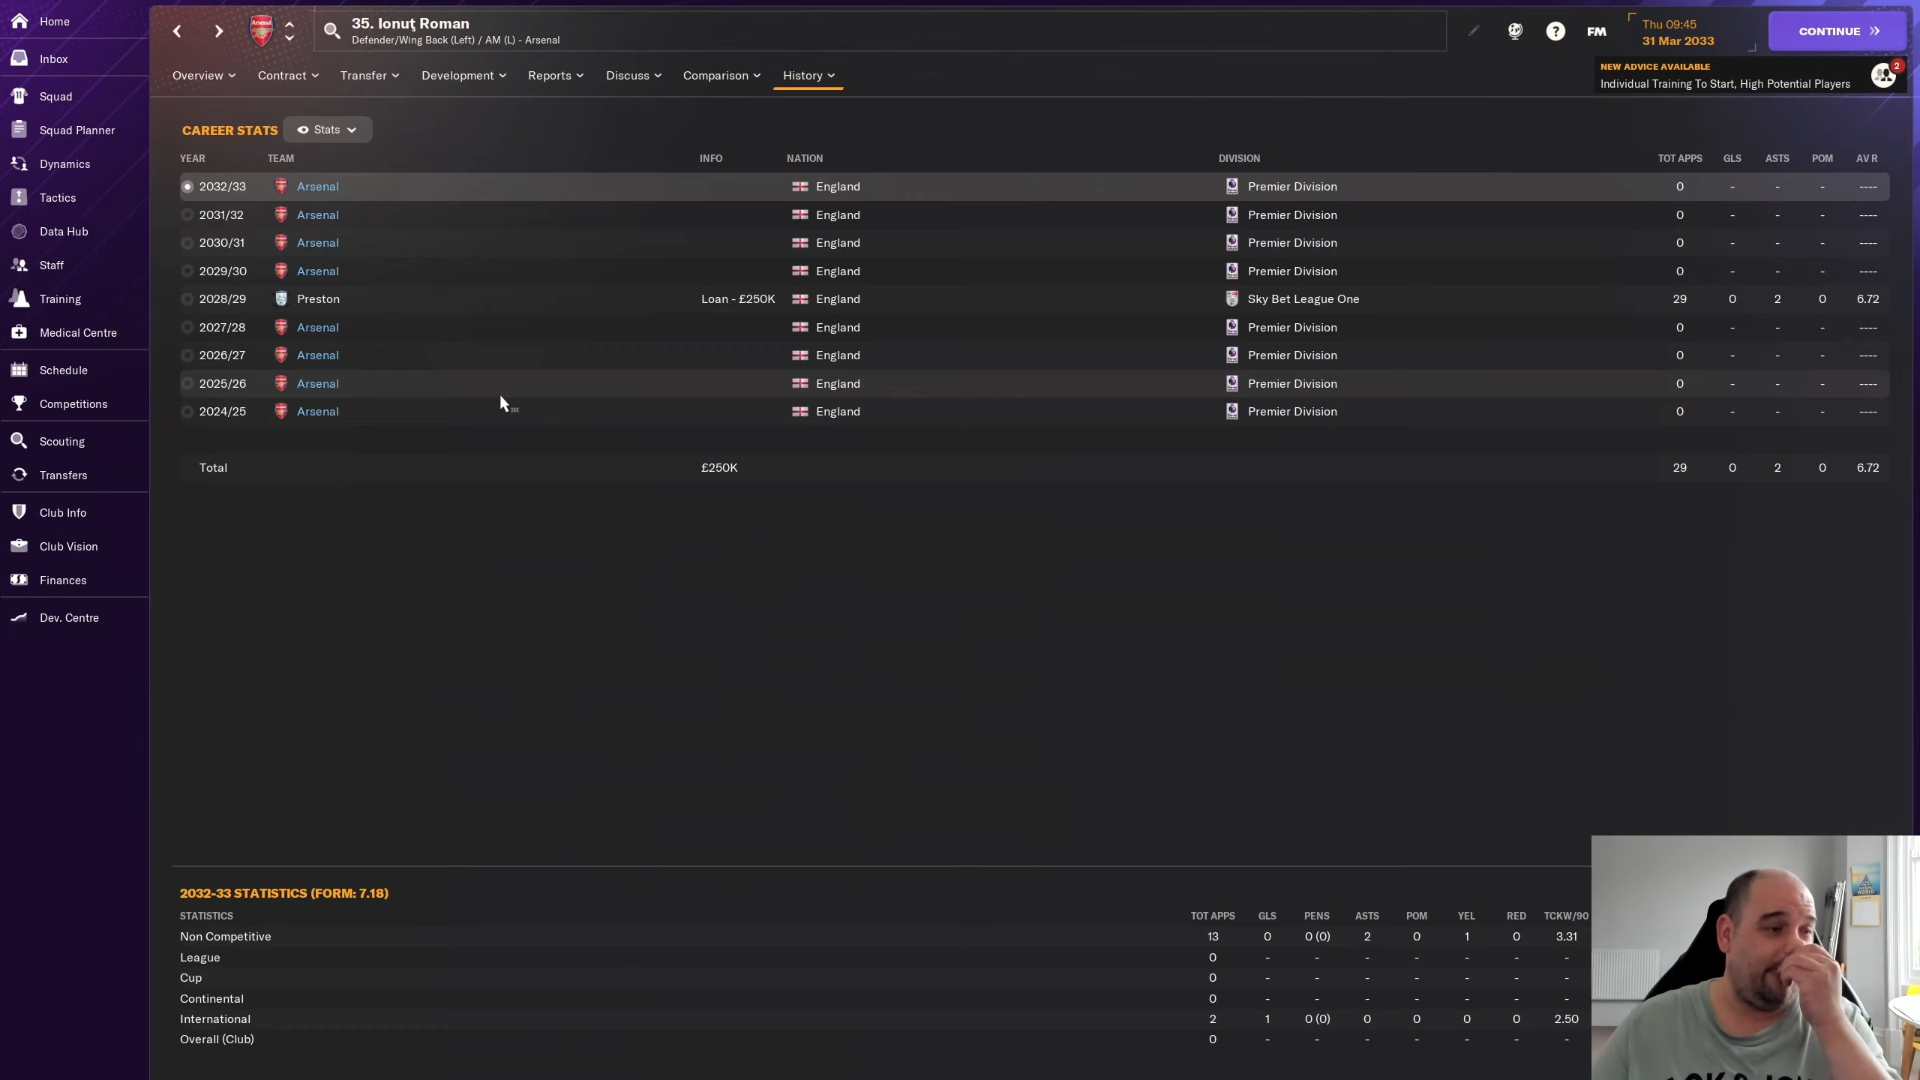 Home
Inbox
Squad
Squad Planner
Dynamics
Tactics
Data Hub
Staff
Training
Medical Centre
Schedule
Competitions
Scouting
Transfers
Club Info
Club Vision
Finances
Dev. Centre
35. Ionuț Roman
Defender/Wing Back (Left) / AM (L) - Arsenal
FM
Thu 09:45
31 Mar 2033
CONTINUE
Overview Contract Transfer Development Reports Discuss Comparison History
NEW ADVICE AVAILABLE
Individual Training To Start, High Potential Players
2
CAREER STATS Stats
YEAR TEAM INFO NATION DIVISION TOT APPS GLS ASTS POM AV R
2032/33 Arsenal England Premier Division 0 - - - ----
2031/32 Arsenal England Premier Division 0 - - - ----
2030/31 Arsenal England Premier Division 0 - - - ----
2029/30 Arsenal England Premier Division 0 - - - ----
2028/29 Preston Loan - £250K England Sky Bet League One 29 0 2 0 6.72
2027/28 Arsenal England Premier Division 0 - - - ----
2026/27 Arsenal England Premier Division 0 - - - ----
2025/26 Arsenal England Premier Division 0 - - - ----
2024/25 Arsenal England Premier Division 0 - - - ----
Total £250K 29 0 2 0 6.72
2032-33 STATISTICS (FORM: 7.18)
STATISTICS TOT APPS GLS PENS ASTS POM YEL RED TCKW/90
Non Competitive 13 0 0 (0) 2 0 1 0 3.31
League 0 - - - - - - -
Cup 0 - - - - - - -
Continental 0 - - - - - - -
International 2 1 0 (0) 0 0 0 0 2.50
Overall (Club) 0 - - - - - - -